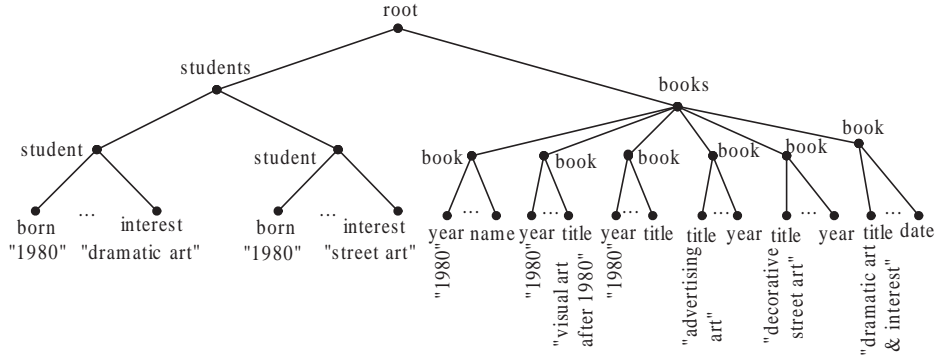 root
students
books
student
student
book
book
book
book
book
book
born
"1980"
...
interest
"dramatic art"
born
"1980"
...
interest
"street art"
year
"1980"
...
name
year
"1980"
...
title
"visual art
after 1980"
year
"1980"
...
title
title
"advertising
art"
...
year
title
"decorative
street art"
...
year
title
"dramatic art
& interest"
...
date